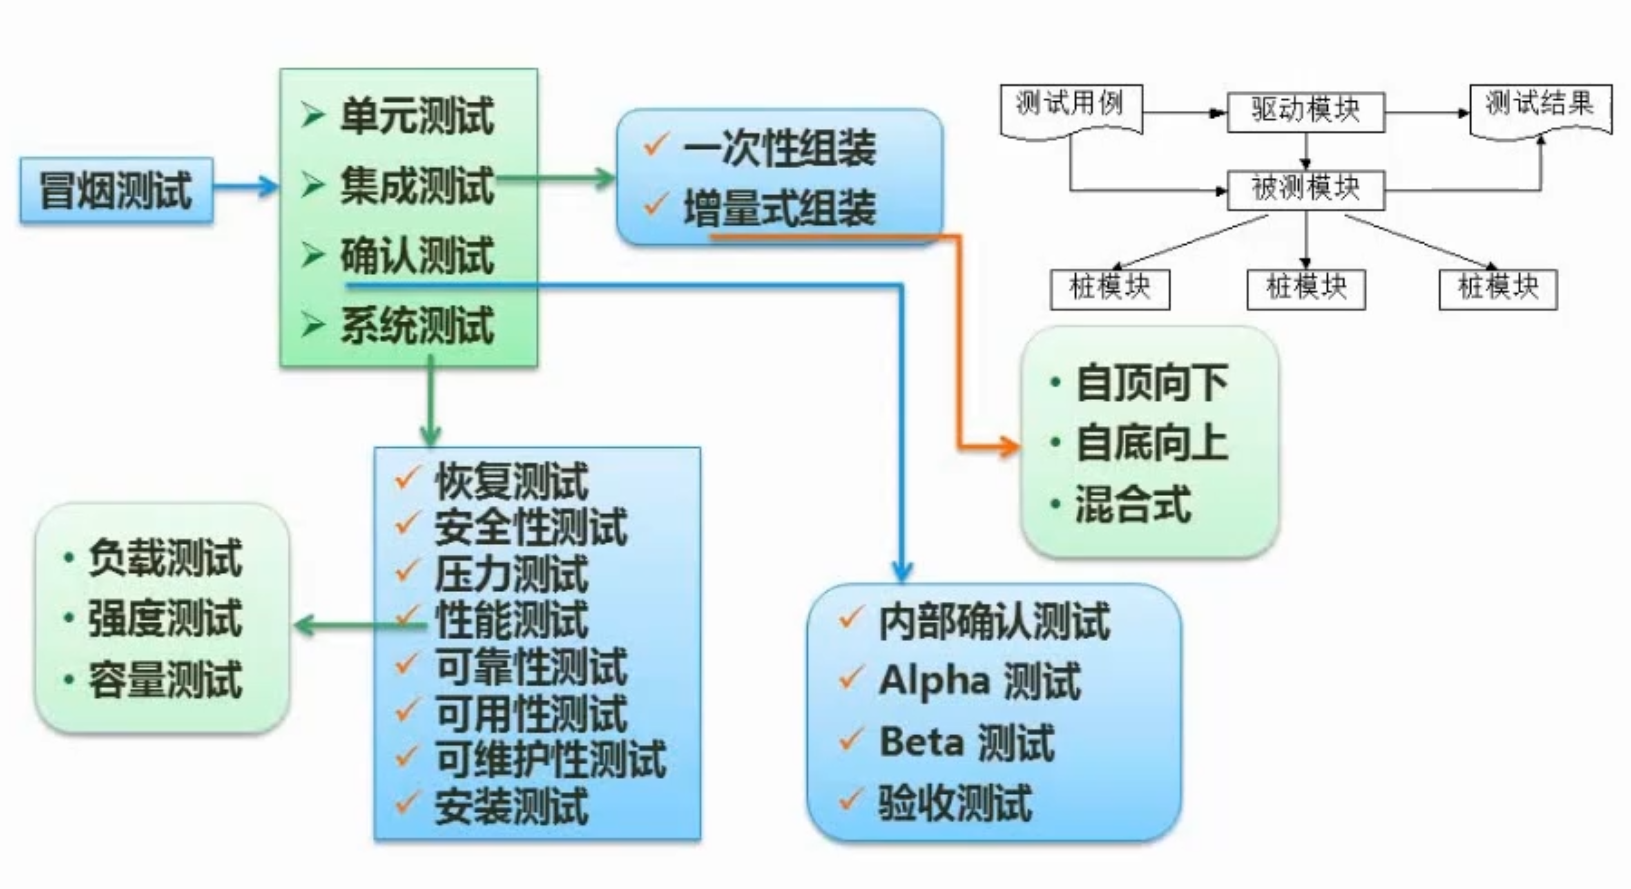 冒烟测试
单元测试
集成测试
确认测试
系统测试
一次性组装
增量式组装
测试用例
驱动模块
测试结果
被测模块
桩模块
桩模块
桩模块
自顶向下
自底向上
混合式
恢复测试
安全性测试
压力测试
性能测试
可靠性测试
可用性测试
可维护性测试
安装测试
负载测试
强度测试
容量测试
内部确认测试
Alpha 测试
Beta 测试
验收测试